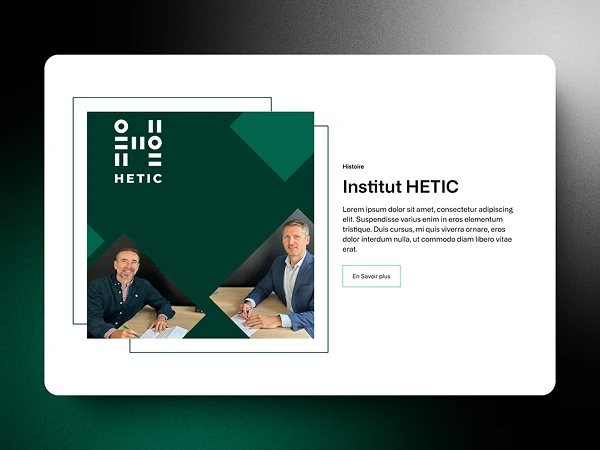 HETIC
Histoire
Institut HETIC
Lorem ipsum dolor sit amet, consectetur adipiscing
elit. Suspendisse varius enim in eros elementum
tristique. Duis cursus, mi quis viverra ornare, eros
dolor interdum nulla, ut commodo diam libero vitae
erat.
En Savoir plus